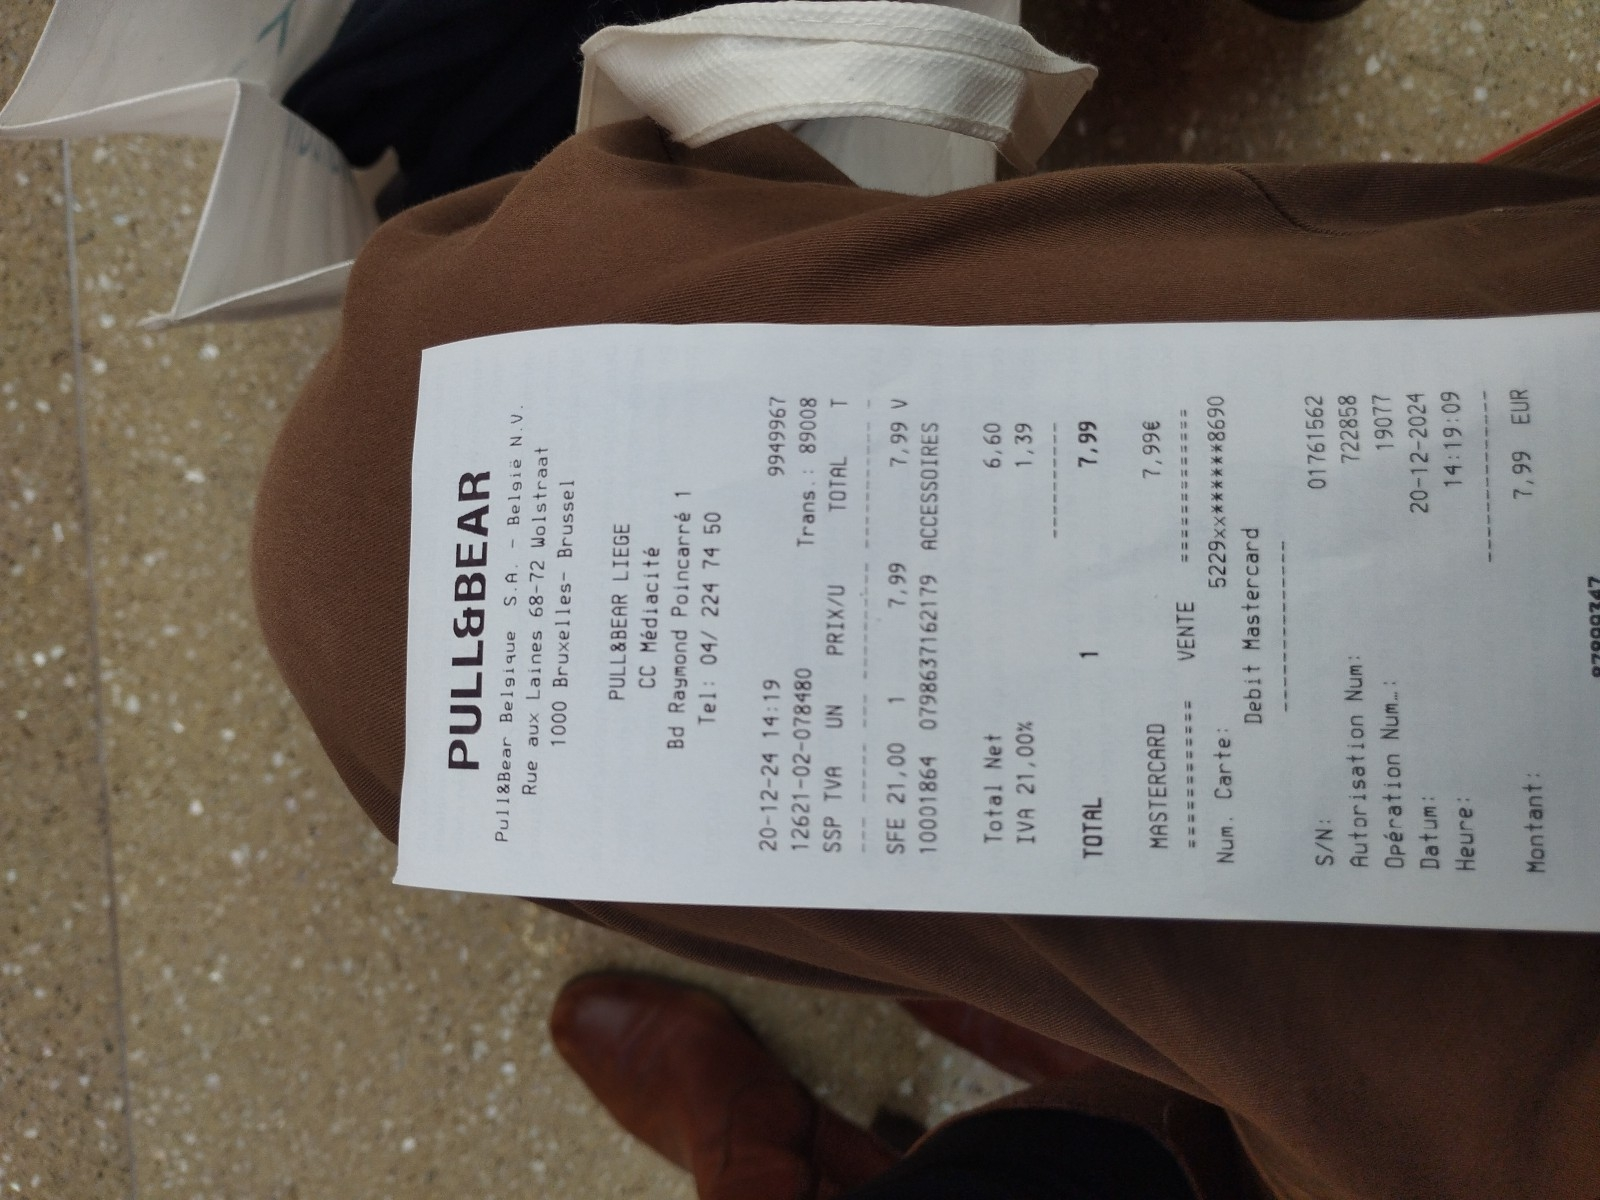 PULL&BEAR
Pull&Bear Belgique S.A. - België N.V.
Rue aux Laines 68-72 Wolstraat
1000 Bruxelles- Brussel
PULL&BEAR LIEGE
CC Médiacité
Bd Raymond Poincarré 1
Tel: 04/ 224 74 50
20-12-24 14:19 9949967
12621-02-078480 Trans.: 89008
SSP TVA UN PRIX/U TOTAL T
SFE 21,00 1 7,99 7,99 V
10001864 07986371621​79 ACCESSOIRES
Total Net 6,60
IVA 21,00% 1,39
TOTAL 1 7,99
MASTERCARD 7,99€
=========== VENTE ===========
Num. Carte: 5229xx******8690
Debit Mastercard
S/N: 01761562
Autorisation Num: 722858
Opération Num…: 19077
Datum: 20-12-2024
Heure: 14:19:09
Montant: 7,99 EUR